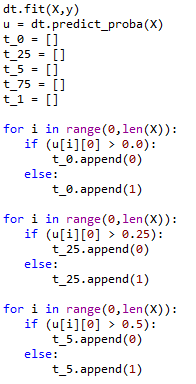 dt.fit(X,y)
u = dt.predict_proba(X)
t_0 = []
t_25 = []
t_5 = []
t_75 = []
t_1 = []

for i in range(0,len(X)):
    if (u[i][0] > 0.0):
        t_0.append(0)
    else:
        t_0.append(1)

for i in range(0,len(X)):
    if (u[i][0] > 0.25):
        t_25.append(0)
    else:
        t_25.append(1)

for i in range(0,len(X)):
    if (u[i][0] > 0.5):
        t_5.append(0)
    else:
        t_5.append(1)